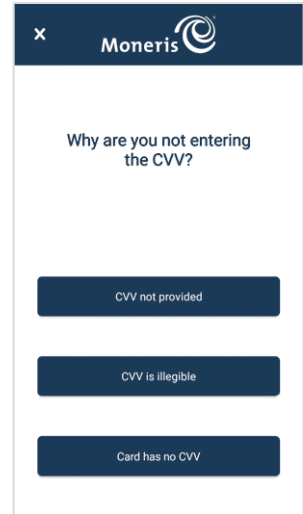 ×
Moneris
Why are you not entering
the CVV?
CVV not provided
CVV is illegible
Card has no CVV